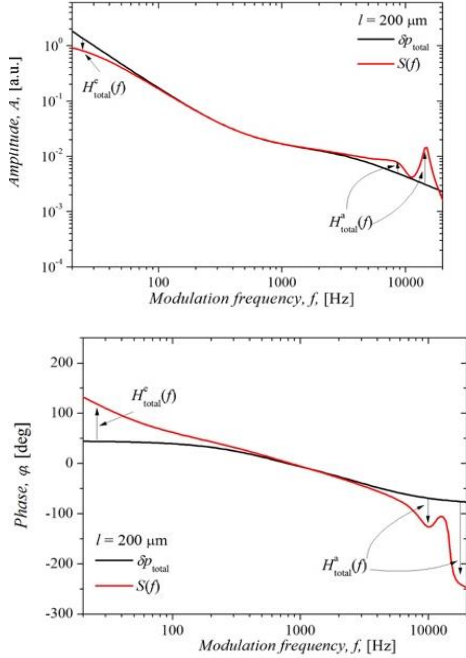 l = 200 μm
δp_total
S(f)
10^0
10^-1
10^-2
10^-3
10^-4
Amplitude, A, [a.u.]
H^e_total(f)
H^a_total(f)
100
1000
10000
Modulation frequency, f, [Hz]
250
200
100
0
-100
-200
-300
Phase, φ, [deg]
H^e_total(f)
H^a_total(f)
l = 200 μm
δp_total
S(f)
100
1000
10000
Modulation frequency, f, [Hz]